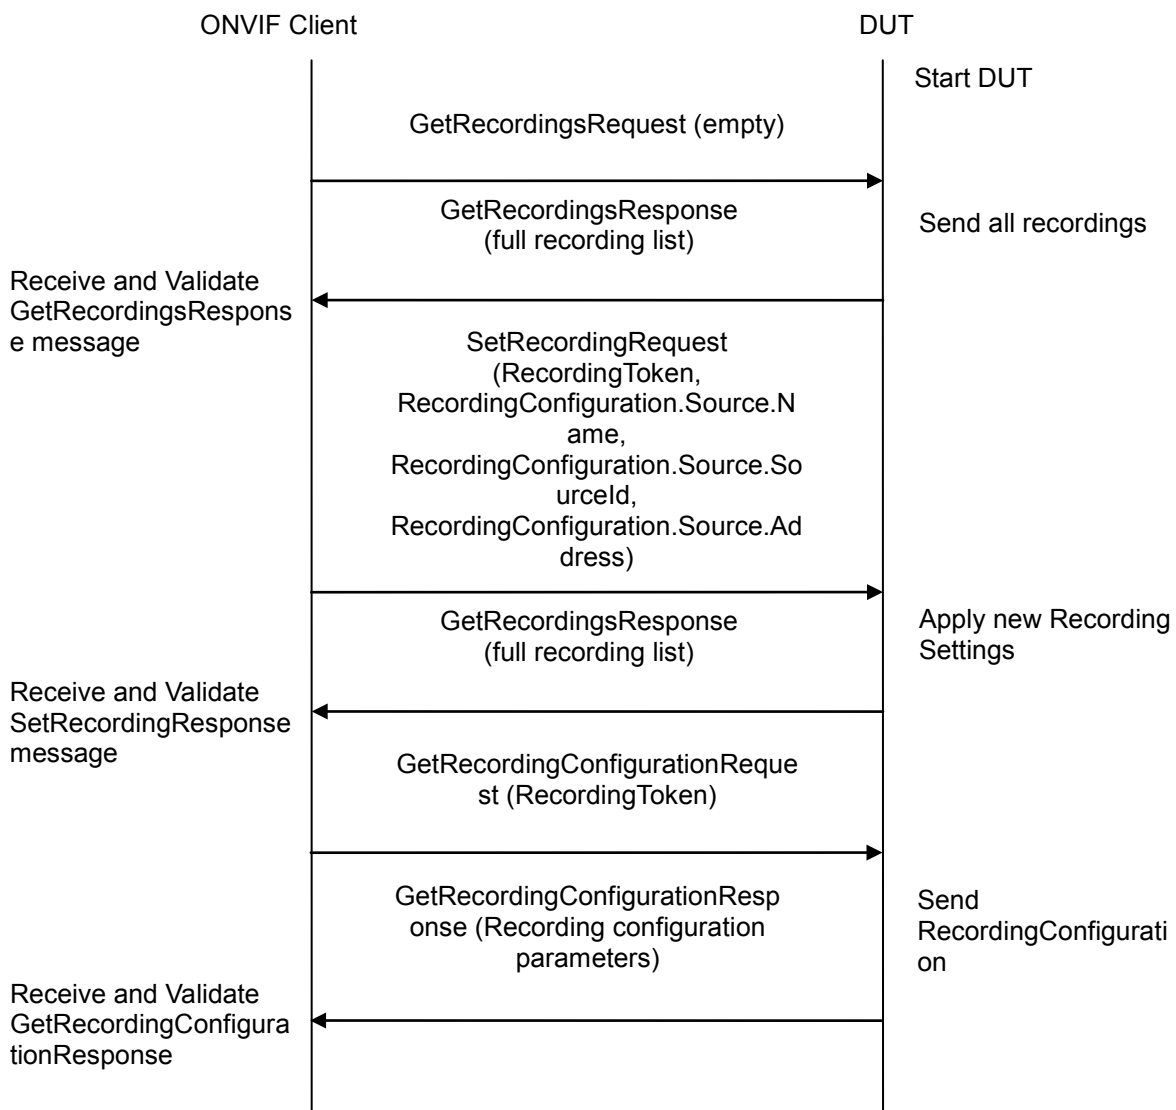 ONVIF Client
DUT
Start DUT
GetRecordingsRequest (empty)
GetRecordingsResponse
(full recording list)
Send all recordings
Receive and Validate
GetRecordingsRespons
e message
SetRecordingRequest
(RecordingToken,
RecordingConfiguration.Source.N
ame,
RecordingConfiguration.Source.So
urceId,
RecordingConfiguration.Source.Ad
dress)
GetRecordingsResponse
(full recording list)
Apply new Recording
Settings
Receive and Validate
SetRecordingResponse
message
GetRecordingConfigurationReque
st (RecordingToken)
GetRecordingConfigurationResp
onse (Recording configuration
parameters)
Send
RecordingConfigurati
on
Receive and Validate
GetRecordingConfigura
tionResponse